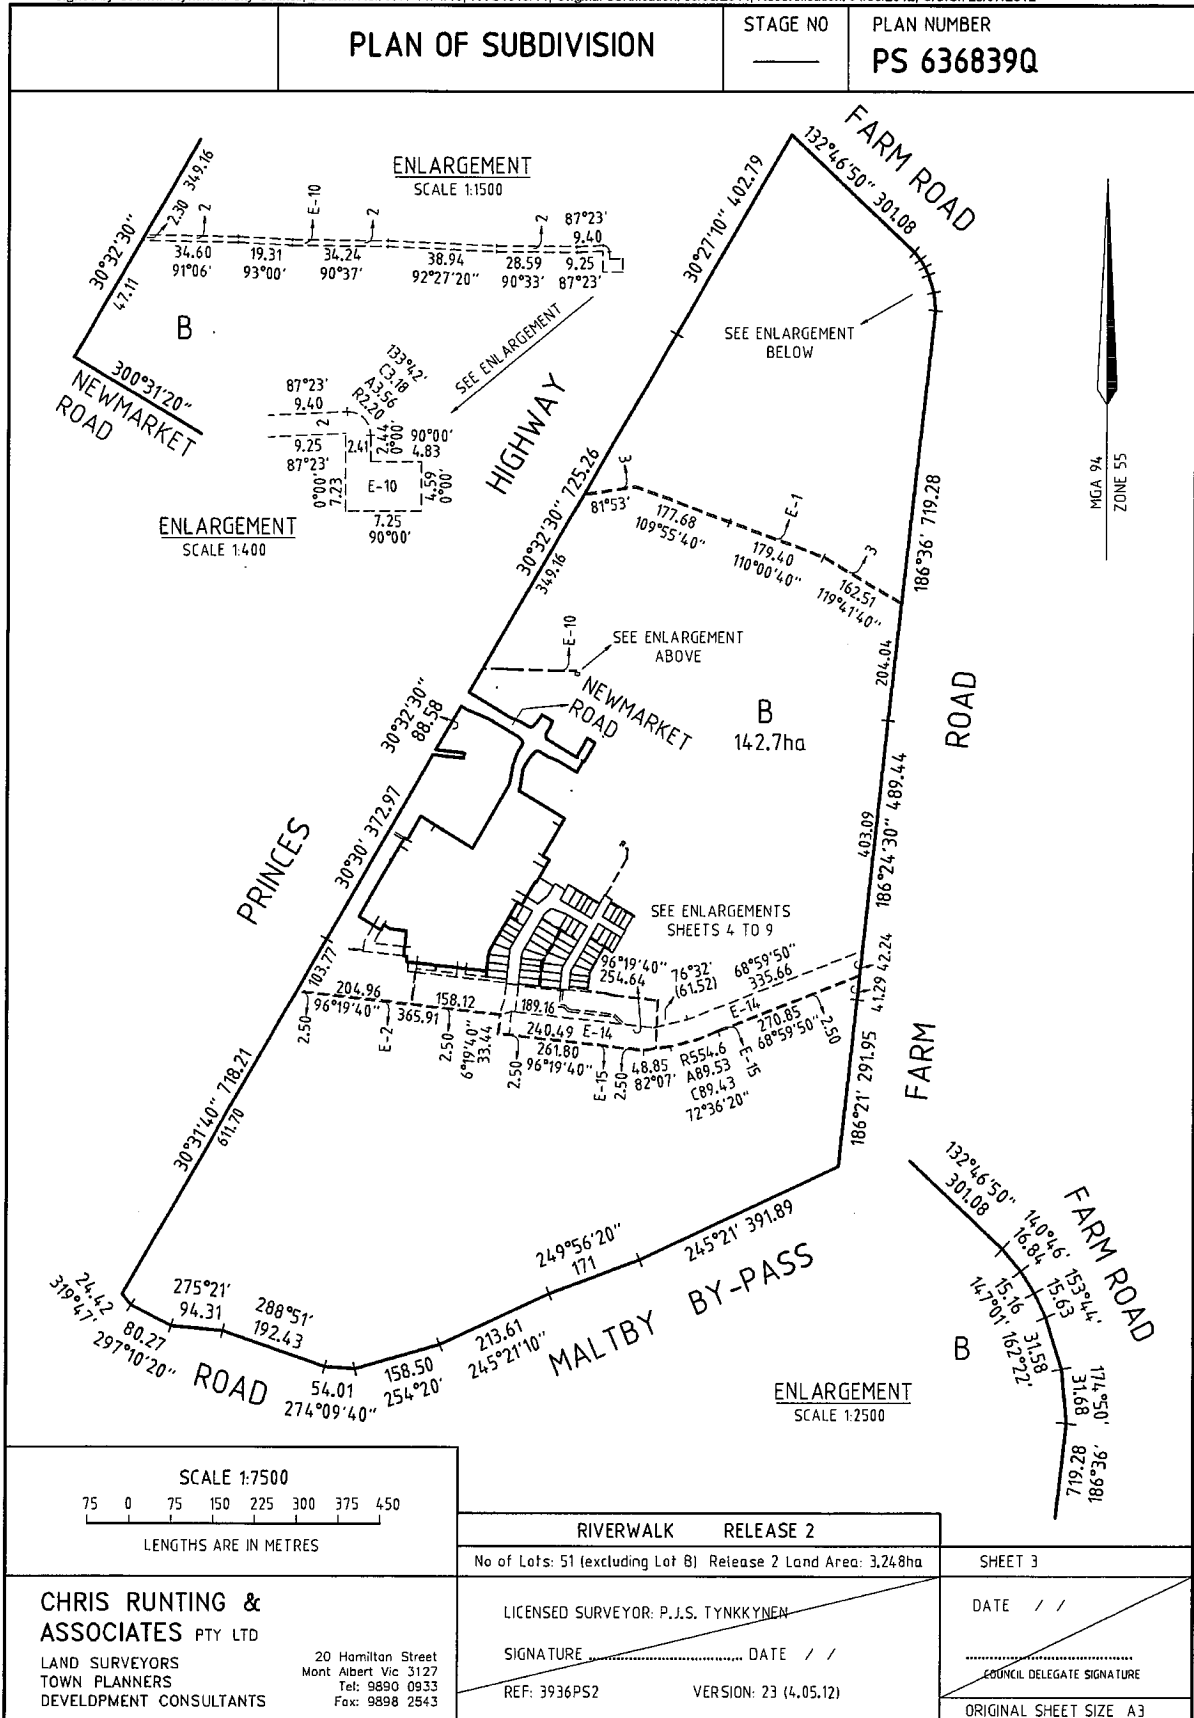 PLAN OF SUBDIVISION
STAGE NO
PLAN NUMBER
PS 636839Q
ENLARGEMENT
SCALE 1:1500
349.16
30°32'30"
2.30
2
E-10
2
2
87°23'
9.40
34.60
91°06'
19.31
93°00'
34.24
90°37'
38.94
92°27'20"
28.59
90°33'
9.25
87°23'
47.11
B
300°31'20"
NEWMARKET
ROAD
SEE ENLARGEMENT
133°42'
C3.18
A3.56
R2.20
87°23'
9.40
2
9.25
87°23'
2.41
2.44
0°00'
90°00'
4.83
0°00'
7.23
E-10
4.59
0°00'
7.25
90°00'
ENLARGEMENT
SCALE 1:400
FARM ROAD
132°46'50" 301.08
30°27'10" 402.79
SEE ENLARGEMENT
BELOW
MGA 94
ZONE 55
HIGHWAY
30°32'30" 725.26
349.16
3
81°53'
177.68
109°55'40"
E-1
179.40
110°00'40"
3
162.51
119°41'40"
186°36' 719.28
204.04
E-10
SEE ENLARGEMENT
ABOVE
NEWMARKET
ROAD
B
142.7ha
ROAD
30°32'30"
88.58
PRINCES
30°30' 372.97
403.09
186°24'30" 489.44
SEE ENLARGEMENTS
SHEETS 4 TO 9
96°19'40"
254.64
76°32'
(61.52)
68°59'50"
335.66
E-14
42.24
41.29
103.77
204.96
96°19'40"
2.50
E-2
365.91
158.12
2.50
6°19'40"
33.44
189.16
240.49
E-14
2.50
261.80
96°19'40"
E-15
2.50
48.85
82°07'
R554.6
A89.53
C89.43
72°36'20"
E-15
270.85
68°59'50"
2.50
FARM
186°21' 291.95
30°31'40" 718.21
611.70
24.42
319°47'
80.27
297°10'20"
275°21'
94.31
288°51'
192.43
ROAD
54.01
274°09'40"
158.50
254°20'
213.61
245°21'10"
249°56'20"
171
245°21' 391.89
MALTBY BY-PASS
132°46'50"
301.08
140°46'
16.84
153°44'
15.63
15.16
147°01'
31.58
162°22'
174°50'
31.68
719.28
186°36'
FARM ROAD
B
ENLARGEMENT
SCALE 1:2500
SCALE 1:7500
75 0 75 150 225 300 375 450
LENGTHS ARE IN METRES
RIVERWALK RELEASE 2
No of Lots: 51 (excluding Lot B) Release 2 Land Area: 3.248ha
SHEET 3
CHRIS RUNTING &
ASSOCIATES PTY LTD
LAND SURVEYORS
TOWN PLANNERS
DEVELOPMENT CONSULTANTS
20 Hamilton Street
Mont Albert Vic 3127
Tel: 9890 0933
Fax: 9898 2543
LICENSED SURVEYOR: P.J.S. TYNKKYNEN
SIGNATURE ........................ DATE / /
REF: 3936PS2 VERSION: 23 (4.05.12)
DATE / /
COUNCIL DELEGATE SIGNATURE
ORIGINAL SHEET SIZE A3